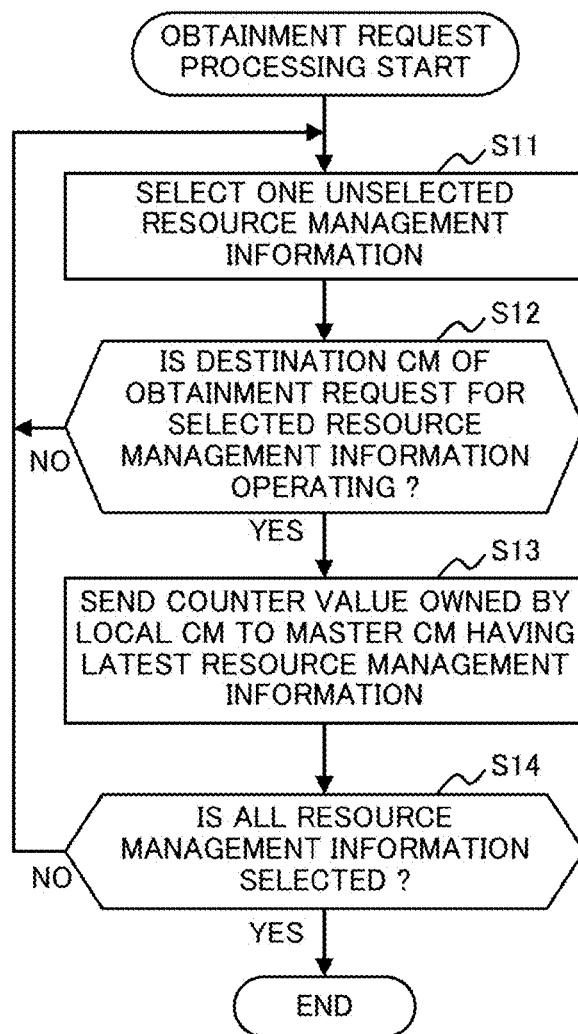 OBTAINMENT REQUEST
PROCESSING START
S11
SELECT ONE UNSELECTED
RESOURCE MANAGEMENT
INFORMATION
S12
IS DESTINATION CM OF
OBTAINMENT REQUEST FOR
SELECTED RESOURCE
MANAGEMENT INFORMATION
OPERATING ?
NO
YES
S13
SEND COUNTER VALUE OWNED BY
LOCAL CM TO MASTER CM HAVING
LATEST RESOURCE MANAGEMENT
INFORMATION
S14
IS ALL RESOURCE
MANAGEMENT INFORMATION
SELECTED ?
NO
YES
END